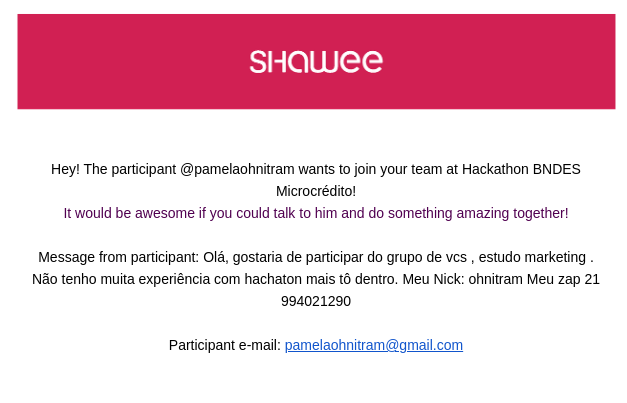 SHAWEE
Hey! The participant @pamelaohnitram wants to join your team at Hackathon BNDES
Microcrédito!
It would be awesome if you could talk to him and do something amazing together!
Message from participant: Olá, gostaria de participar do grupo de vcs , estudo marketing .
Não tenho muita experiência com hachaton mais tô dentro. Meu Nick: ohnitram Meu zap 21
994021290
Participant e-mail: pamelaohnitram@gmail.com